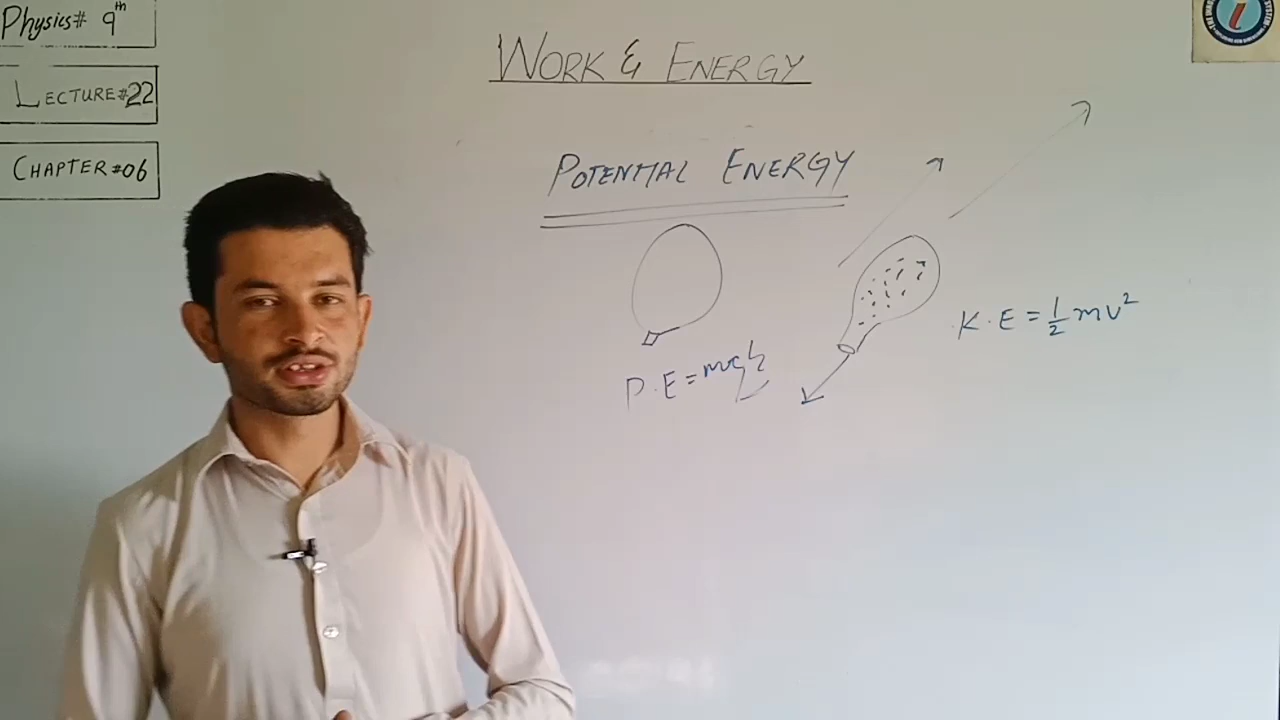 Physics# 9th
LECTURE#22
CHAPTER#06
WORK & ENERGY
POTENTIAL ENERGY
P.E = mgh
K.E = ½ mv²